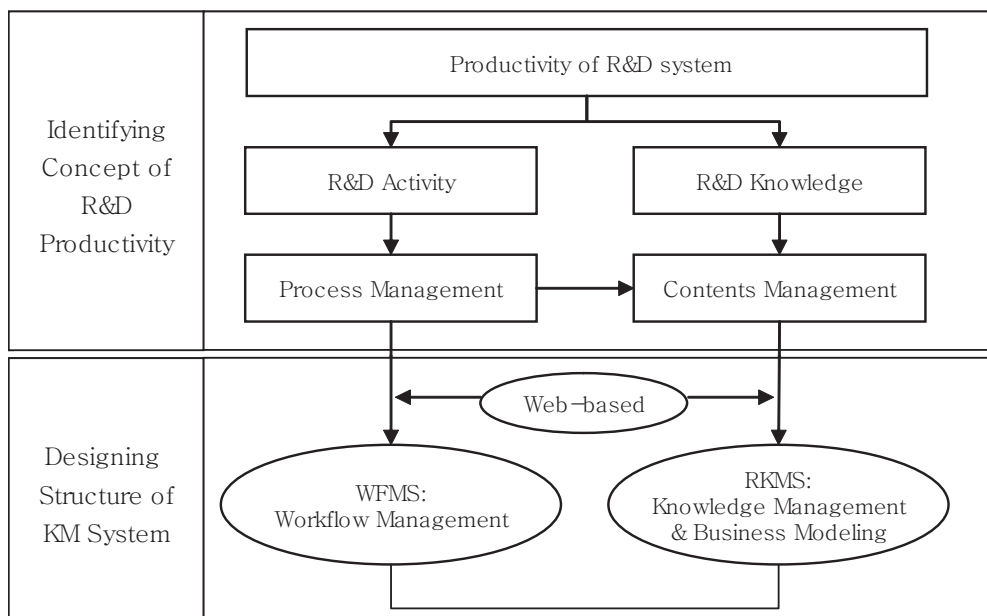 Identifying
Concept of
R&D
Productivity
Productivity of R&D system
R&D Activity
R&D Knowledge
Process Management
Contents Management
Designing
Structure of
KM System
Web-based
WFMS:
Workflow Management
RKMS:
Knowledge Management
& Business Modeling